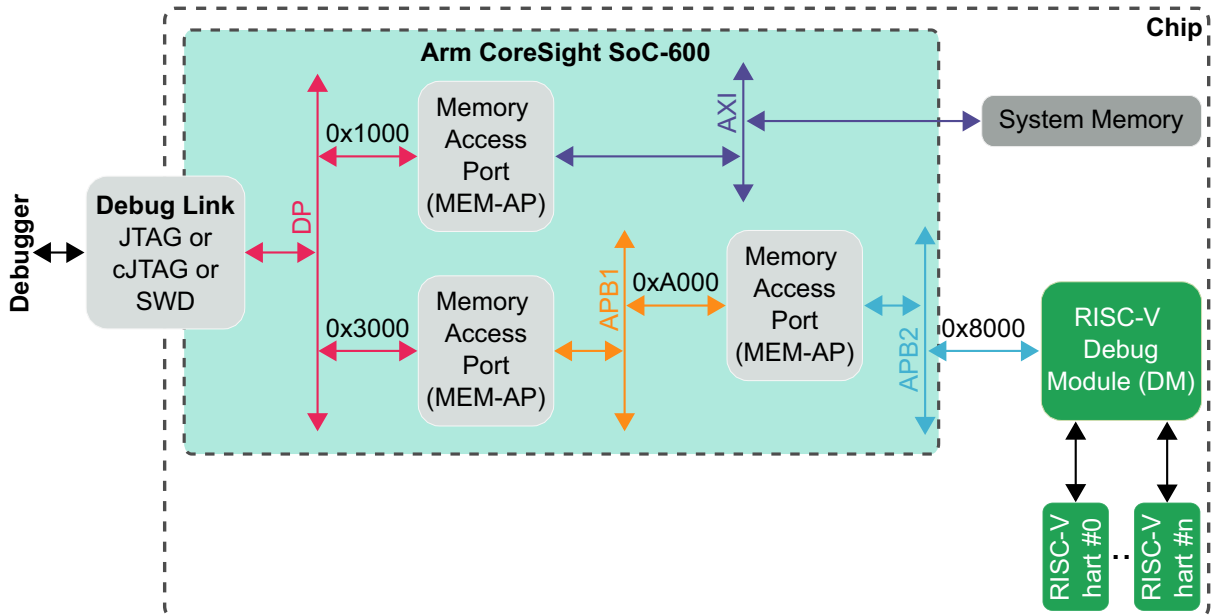 Chip
Arm CoreSight SoC-600
Memory
Access
Port
(MEM-AP)
0x1000
AXI
System Memory
Debugger
Debug Link
JTAG or
cJTAG or
SWD
DP
0x3000
Memory
Access
Port
(MEM-AP)
APB1
0xA000
Memory
Access
Port
(MEM-AP)
APB2
0x8000
RISC-V
Debug
Module (DM)
RISC-V
hart #0
..
RISC-V
hart #n